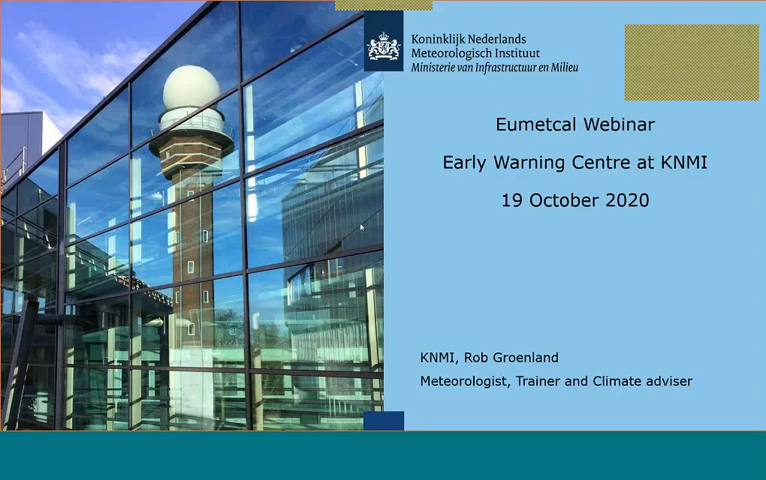 Koninklijk Nederlands
Meteorologisch Instituut
Ministerie van Infrastructuur en Milieu
Eumetcal Webinar
Early Warning Centre at KNMI
19 October 2020
KNMI, Rob Groenland
Meteorologist, Trainer and Climate adviser